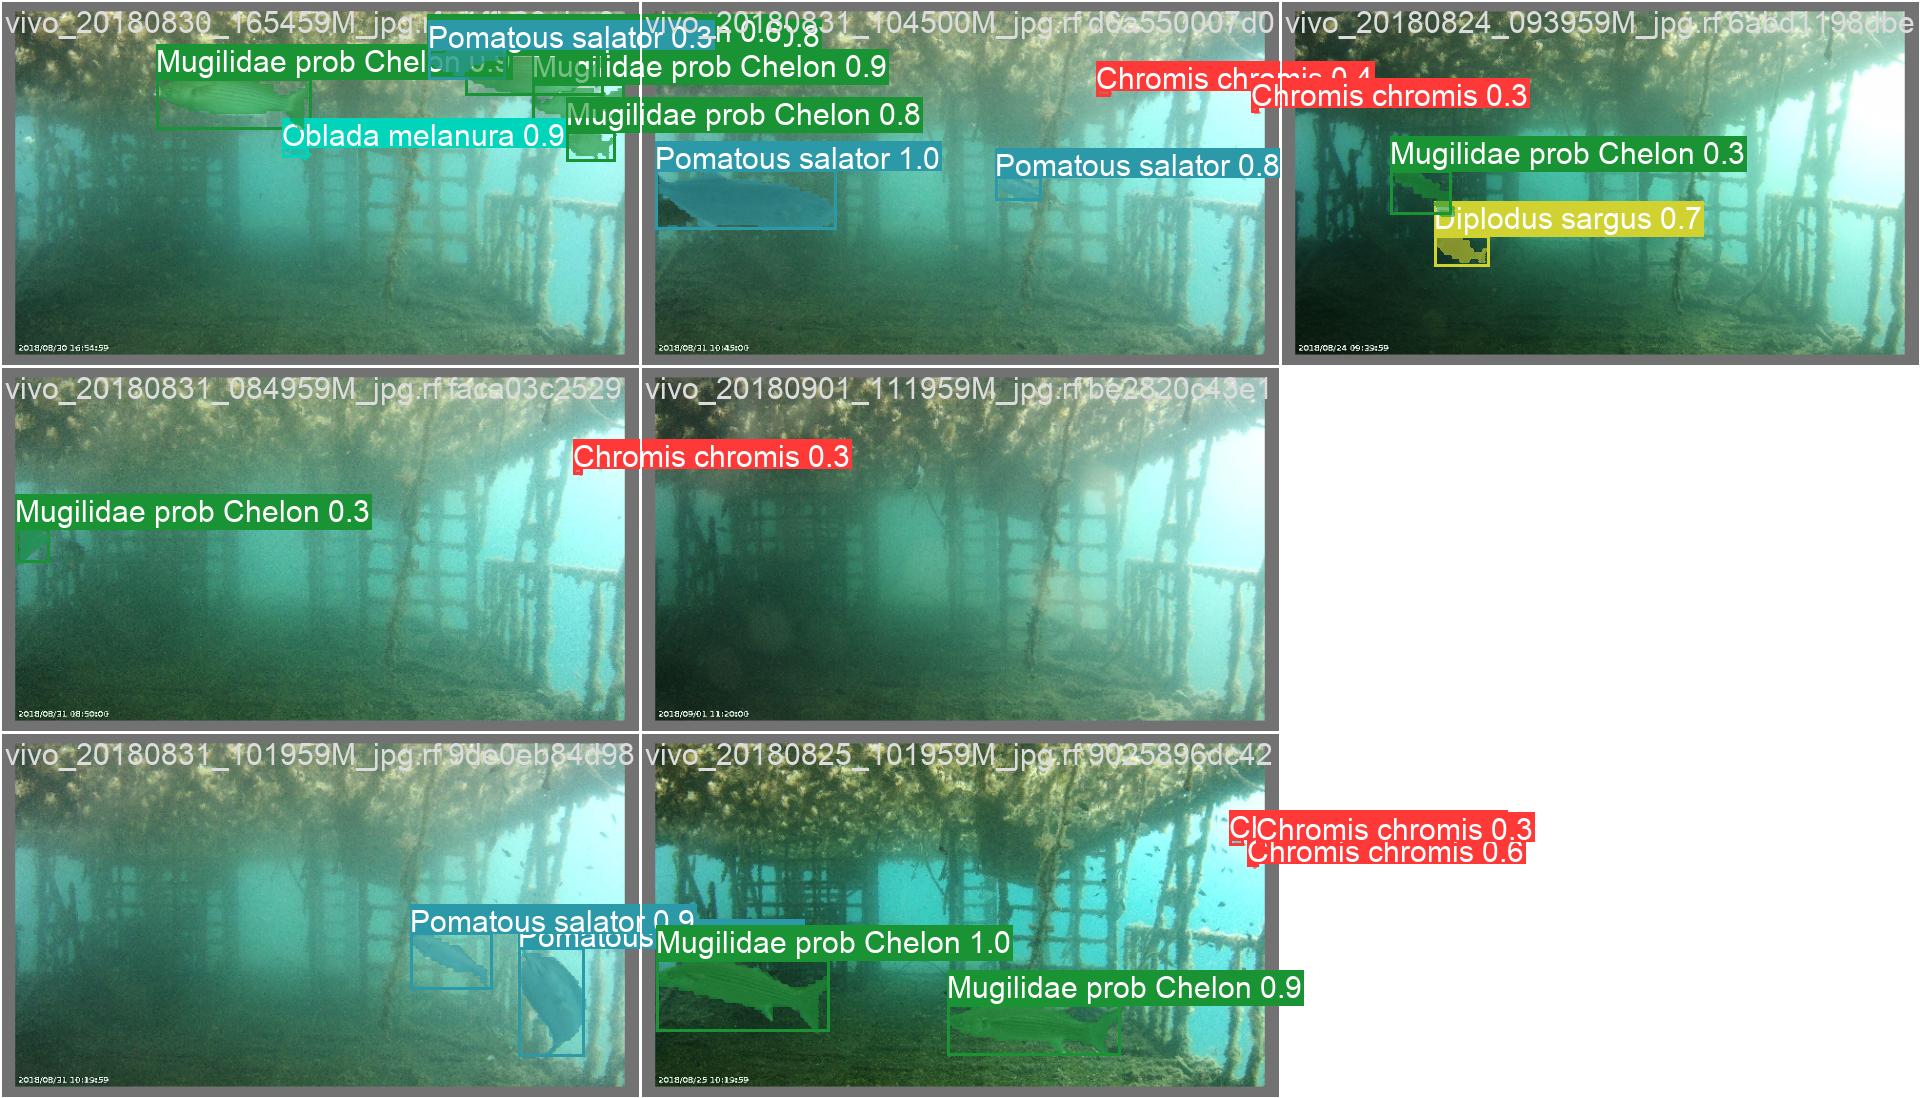 vivo_20180830_165459M_jpg.rf
Pomatous salator 0.3
Mugilidae prob Chelon
Mugilidae prob Chelon 0.9
Mugilidae prob Chelon 0.8
Oblada melanura 0.9
2018/08/30 16:54:59
vivo_20180831_104500M_jpg.rf.d6a550007d0
Chromis chromis 0.4
Chromis chromis 0.3
Pomatous salator 1.0
Pomatous salator 0.8
2018/08/31 10:45:00
vivo_20180824_093959M_jpg.rf.6abd1198dbe
Mugilidae prob Chelon 0.3
Diplodus sargus 0.7
2018/08/24 09:39:59
vivo_20180831_084959M_jpg.rf.faca03c2529
Chromis chromis 0.3
Mugilidae prob Chelon 0.3
2018/08/31 08:50:00
vivo_20180901_111959M_jpg.rf.be2820c43e1
2018/09/01 11:20:00
vivo_20180831_101959M_jpg.rf.9de0eb84d98
Pomatous salator 0.9
Pomatous
2018/08/31 10:19:59
vivo_20180825_101959M_jpg.rf.9025896dc42
Chromis chromis 0.3
Chromis chromis 0.6
Mugilidae prob Chelon 1.0
Mugilidae prob Chelon 0.9
2018/08/25 10:19:59